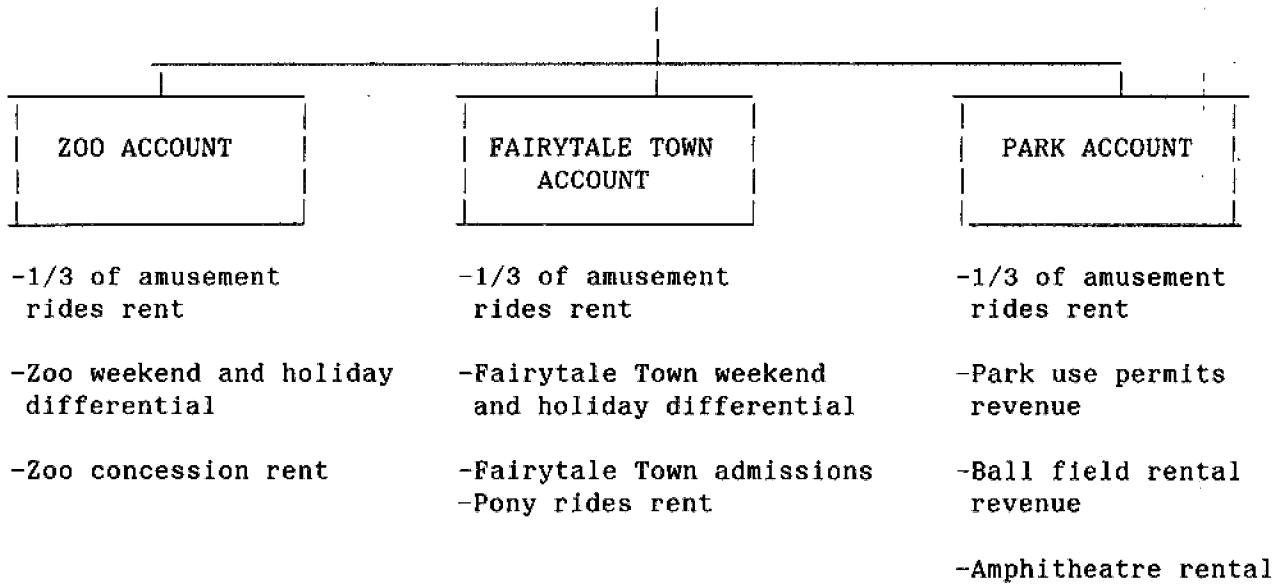 ZOO ACCOUNT
-1/3 of amusement
rides rent
-Zoo weekend and holiday
differential
-Zoo concession rent
FAIRYTALE TOWN
ACCOUNT
-1/3 of amusement
rides rent
-Fairytale Town weekend
and holiday differential
-Fairytale Town admissions
-Pony rides rent
PARK ACCOUNT
-1/3 of amusement
rides rent
-Park use permits
revenue
-Ball field rental
revenue
-Amphitheatre rental